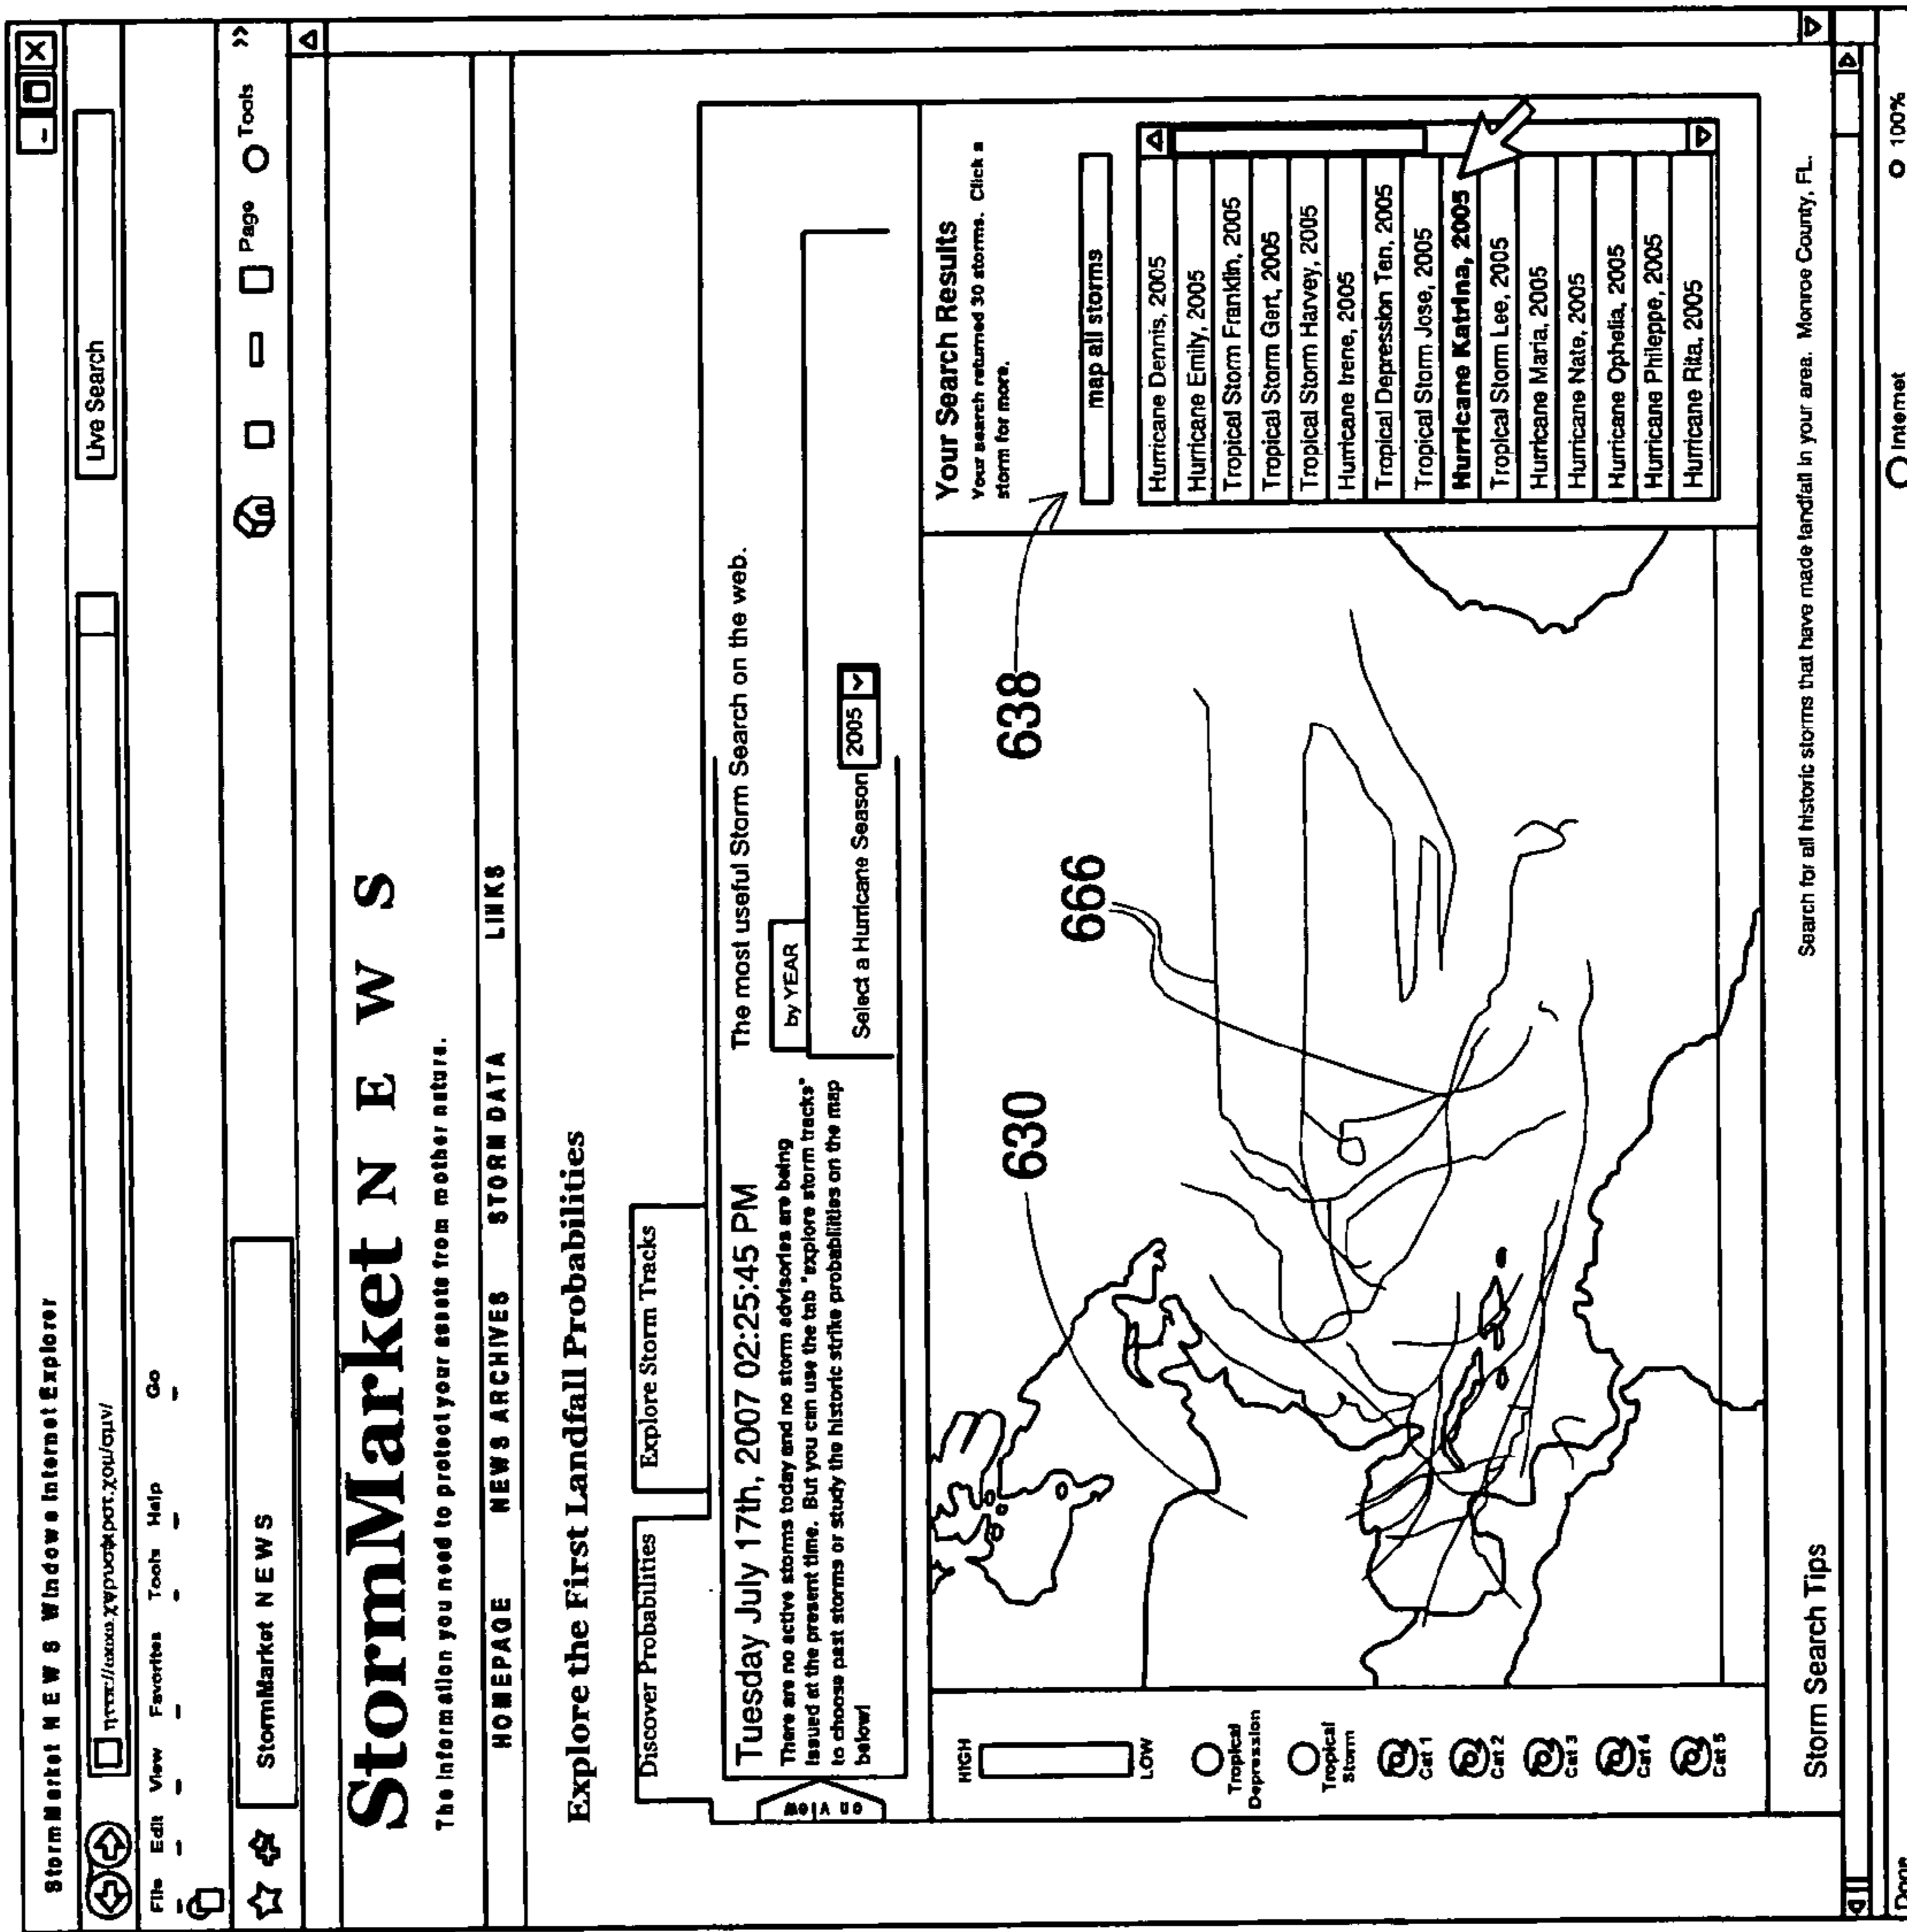 StormMarket N E W S Windows Internet Explorer
Live Search
File Edit View Favorites Tools Help Go
StormMarket N E W S
Page Tools »
StormMarket N E W S
The information you need to protect your assets from mother nature.
HOMEPAGE NEWS ARCHIVES STORM DATA LINKS
Explore the First Landfall Probabilities
Discover Probabilities Explore Storm Tracks
on view
Tuesday July 17th, 2007 02:25:45 PM
There are no active storms today and no storm advisories are being
issued at the present time. But you can use the tab "explore storm tracks"
to choose past storms or study the historic strike probabilities on the map
below!
The most useful Storm Search on the web.
by YEAR
Select a Hurricane Season 2005
HIGH
LOW
Tropical
Depression
Tropical
Storm
Cat 1
Cat 2
Cat 3
Cat 4
Cat 5
630
666
638
Your Search Results
Your search returned 30 storms. Click a
storm for more.
map all storms
Hurricane Dennis, 2005
Hurricane Emily, 2005
Tropical Storm Franklin, 2005
Tropical Storm Gert, 2005
Tropical Storm Harvey, 2005
Hurricane Irene, 2005
Tropical Depression Ten, 2005
Tropical Storm Jose, 2005
Hurricane Katrina, 2005
Tropical Storm Lee, 2005
Hurricane Maria, 2005
Hurricane Nate, 2005
Hurricane Ophelia, 2005
Hurricane Phileppe, 2005
Hurricane Rita, 2005
Storm Search Tips
Search for all historic storms that have made landfall in your area. Monroe County, FL.
Done Internet 100%